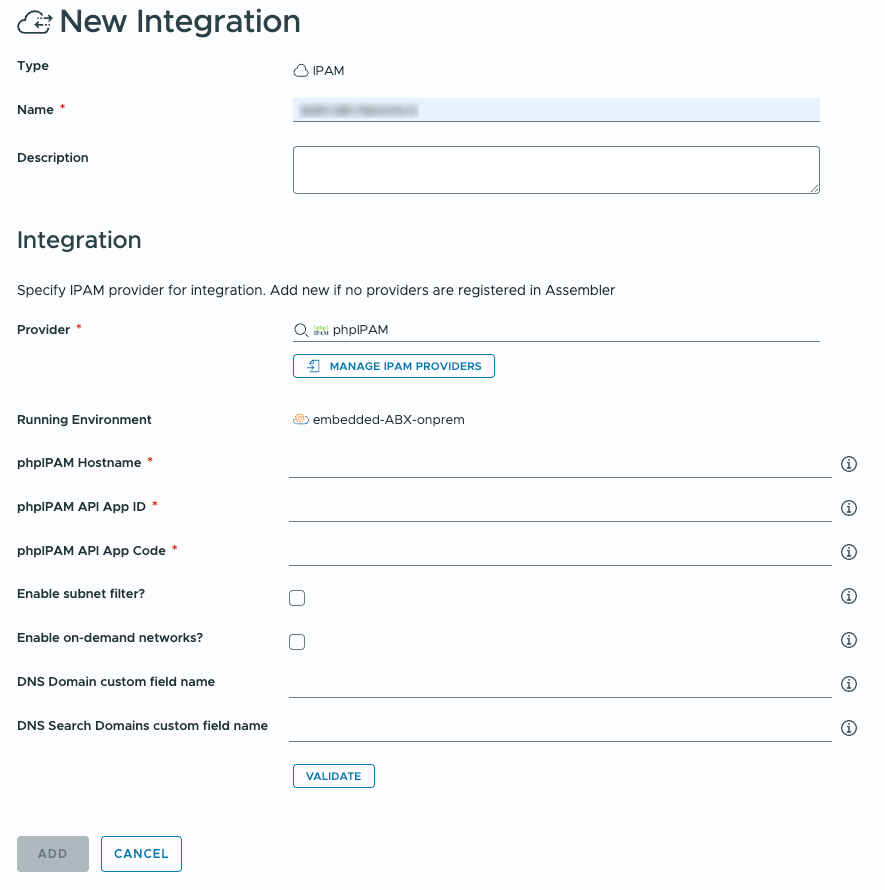 New Integration
Type
IPAM
Name *
Description
Integration
Specify IPAM provider for integration. Add new if no providers are registered in Assembler
Provider *
php IPAM phpIPAM
MANAGE IPAM PROVIDERS
Running Environment
embedded-ABX-onprem
phpIPAM Hostname *
phpIPAM API App ID *
phpIPAM API App Code *
Enable subnet filter?
Enable on-demand networks?
DNS Domain custom field name
DNS Search Domains custom field name
VALIDATE
ADD CANCEL